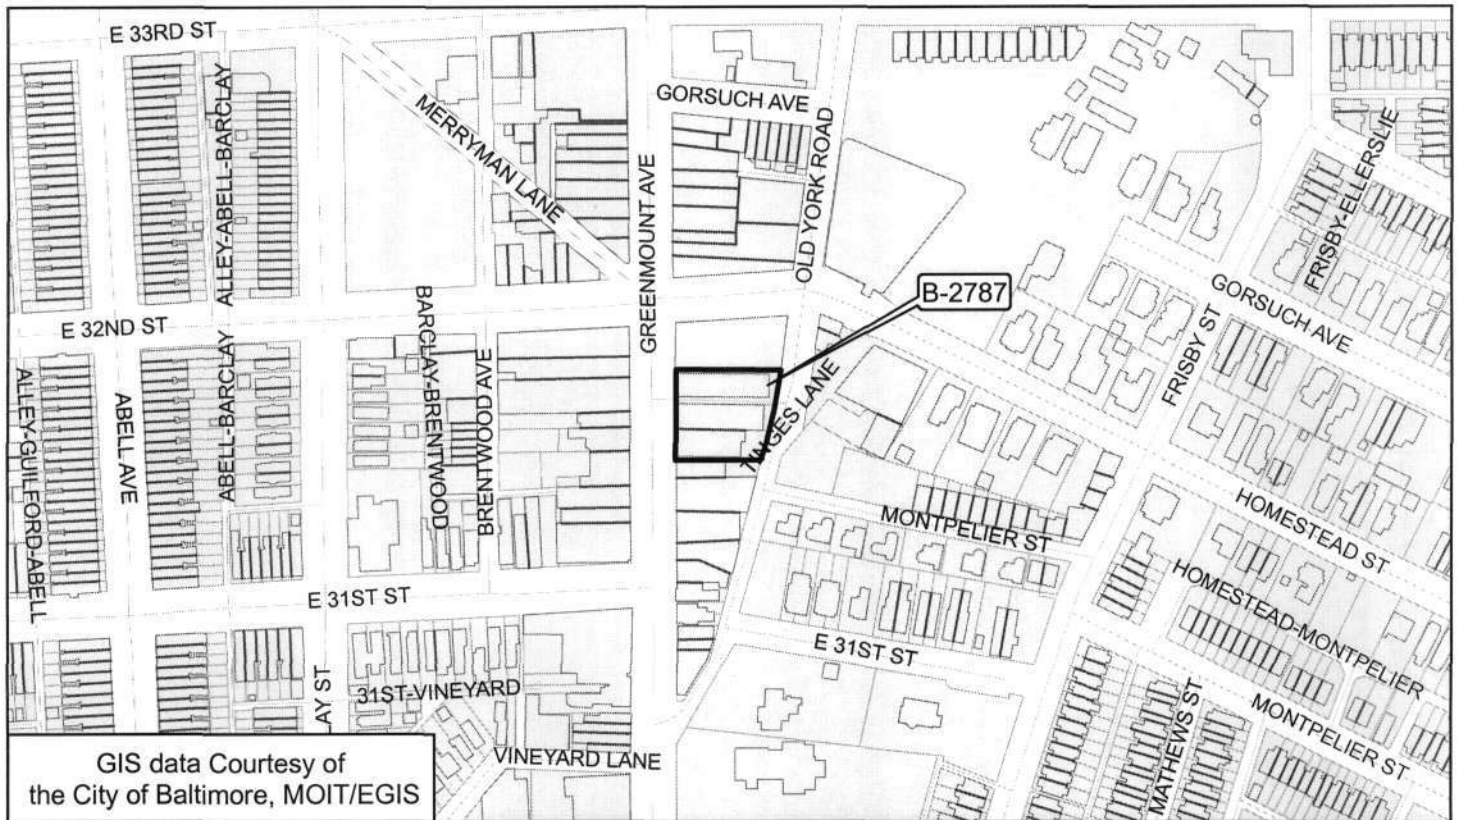 E 33RD ST
GORSUCH AVE
MERRYMAN LANE
ALLEY-ABELL-BARCLAY
GREENMOUNT AVE
OLD YORK ROAD
FRISBY-ELLERSLIE
B-2787
GORSUCH AVE
E 32ND ST
BARCLAY-BRENTWOOD
BRENTWOOD AVE
FRISBY ST
ALLEY-GUILFORD-ABELL
ABELL AVE
ABELL-BARCLAY
TINGES LANE
MONTPELIER ST
HOMESTEAD ST
HOMESTEAD-MONTPELIER
E 31ST ST
E 31ST ST
31ST-VINEYARD
LAY ST
VINEYARD LANE
MATHEWS ST
MONTPELIER ST
GIS data Courtesy of
the City of Baltimore, MOIT/EGIS